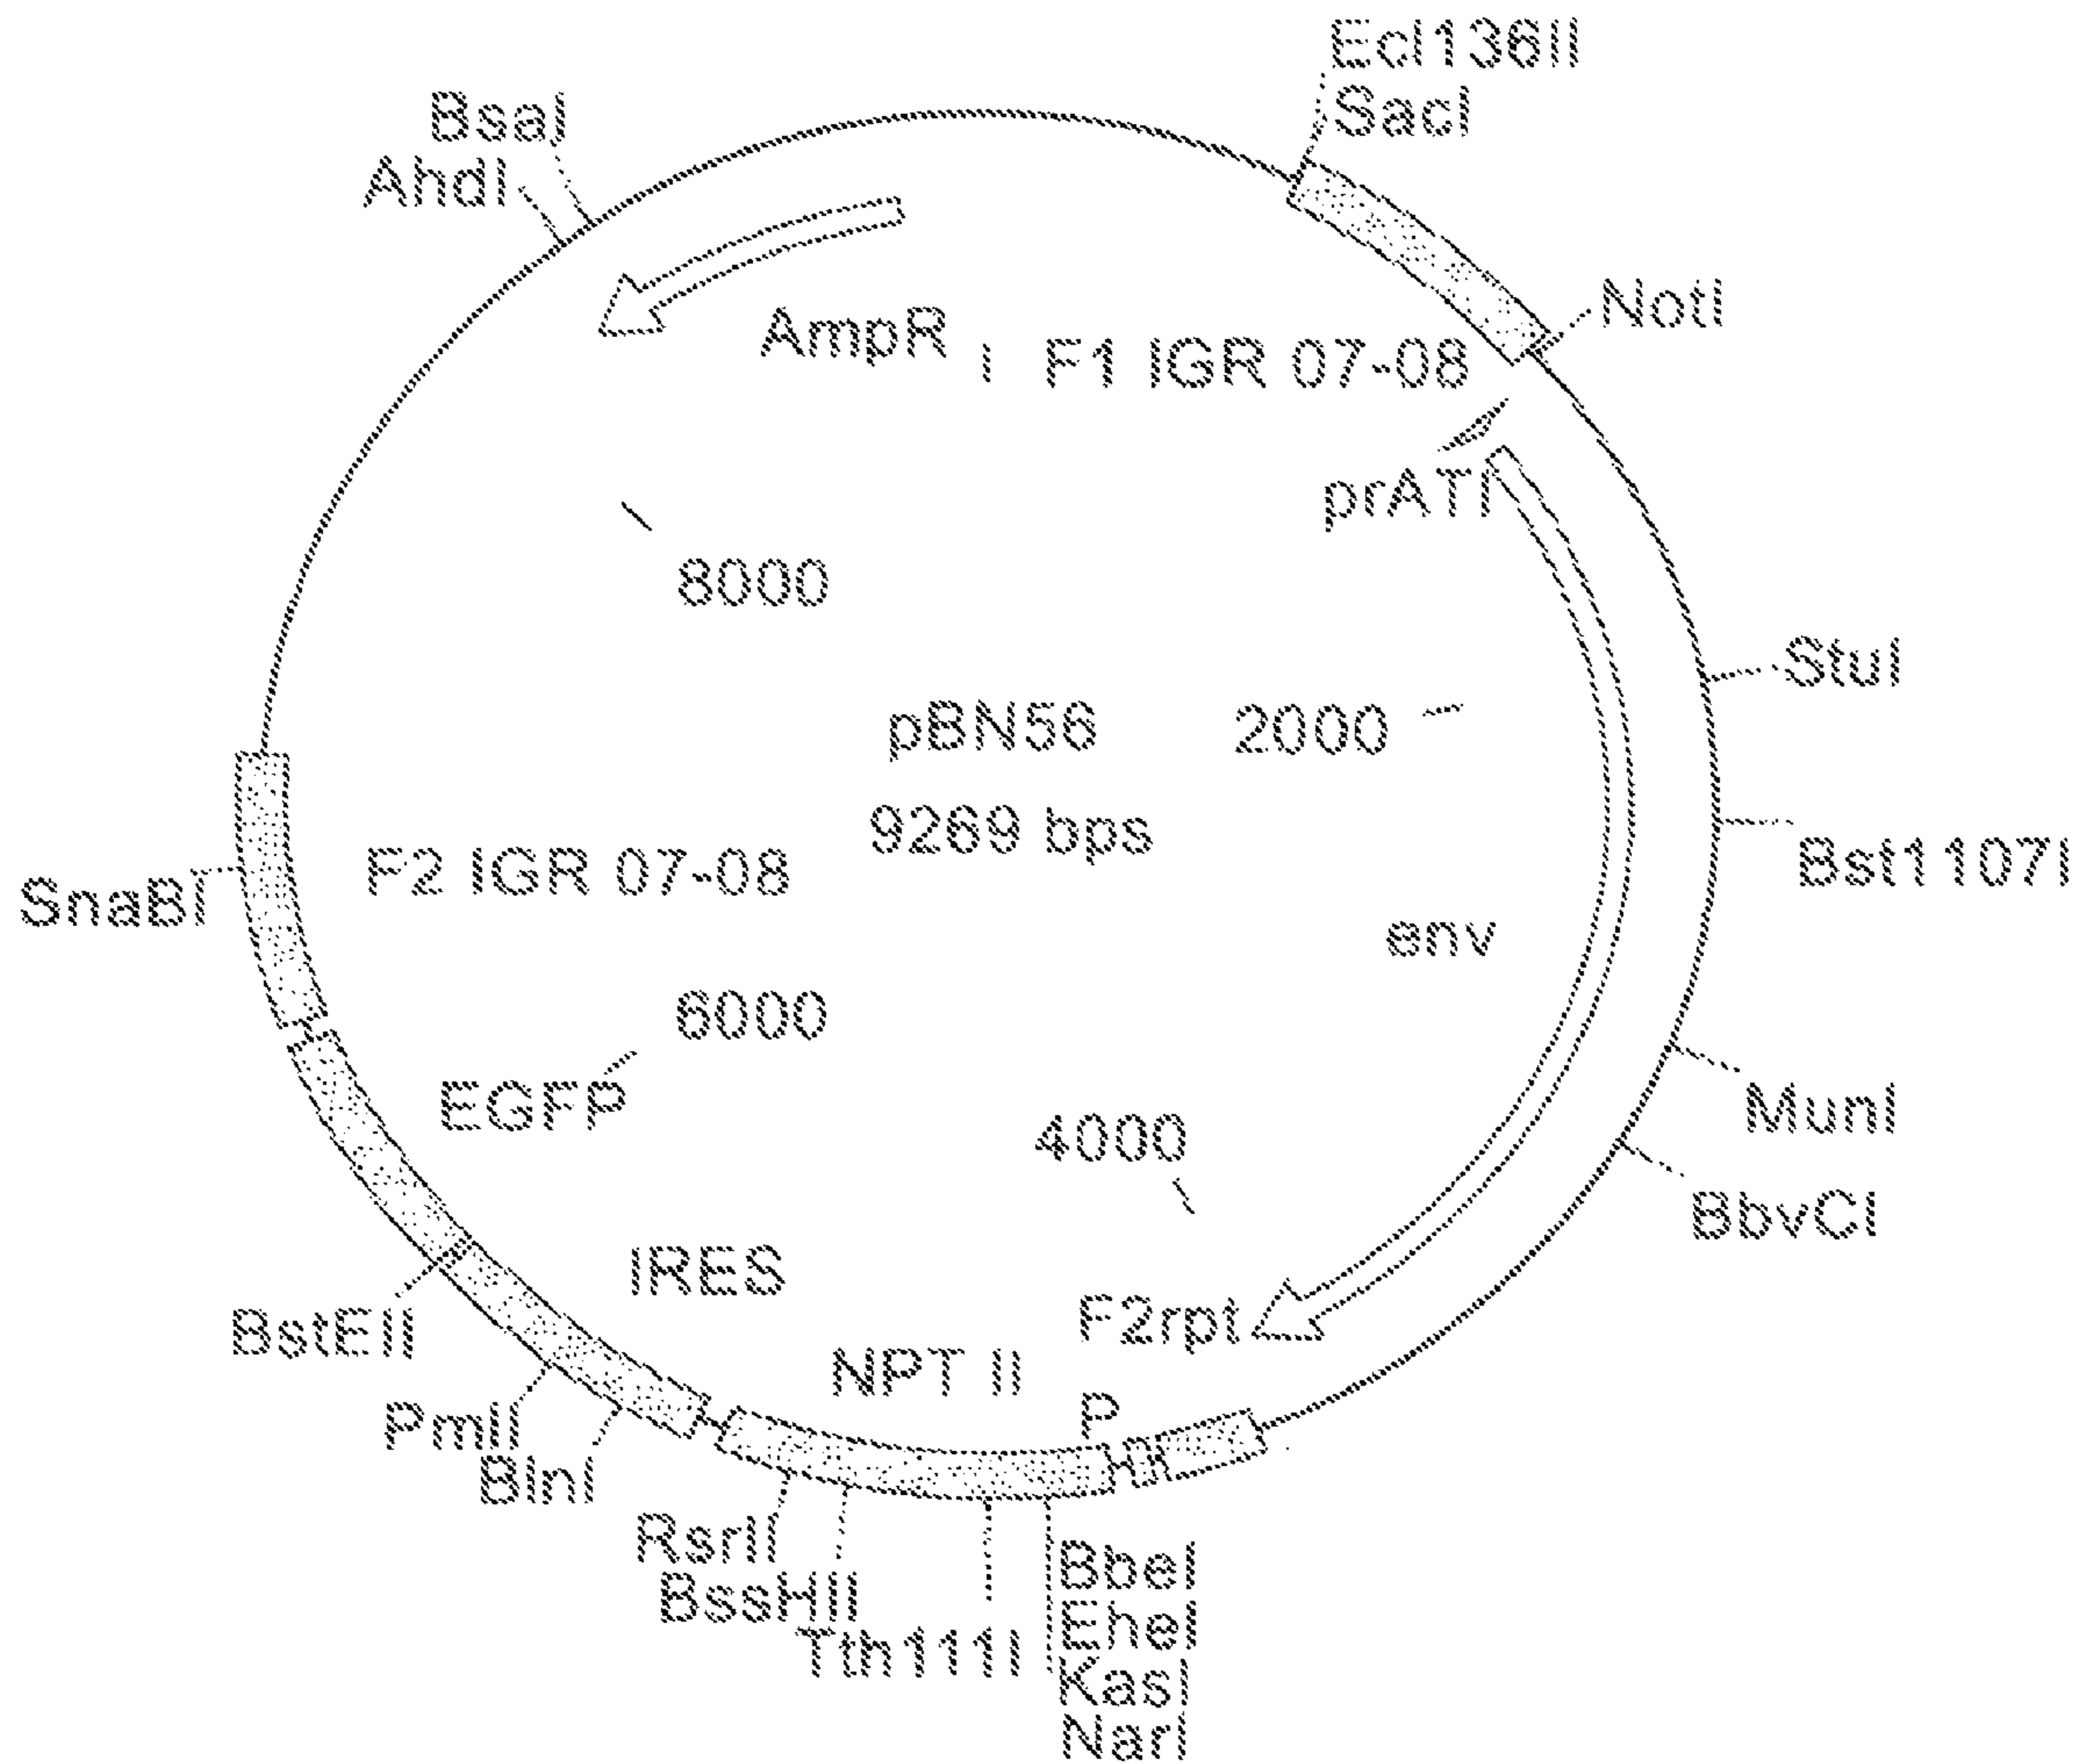 Ecl136II
SacI
BsaI
AhdI
NotI
AmpR
F1 IGR 07-08
prATI
8000
StuI
pBN56
2000
9269 bps
Bst1107I
F2 IGR 07-08
SnaBI
env
6000
EGFP
MunI
4000
BbvCI
IRES
F2rpt
BstEII
NPT II
P
PmlI
BlnI
RsrII
BssHII
Tth111I
BbeI
EheI
KasI
NarI